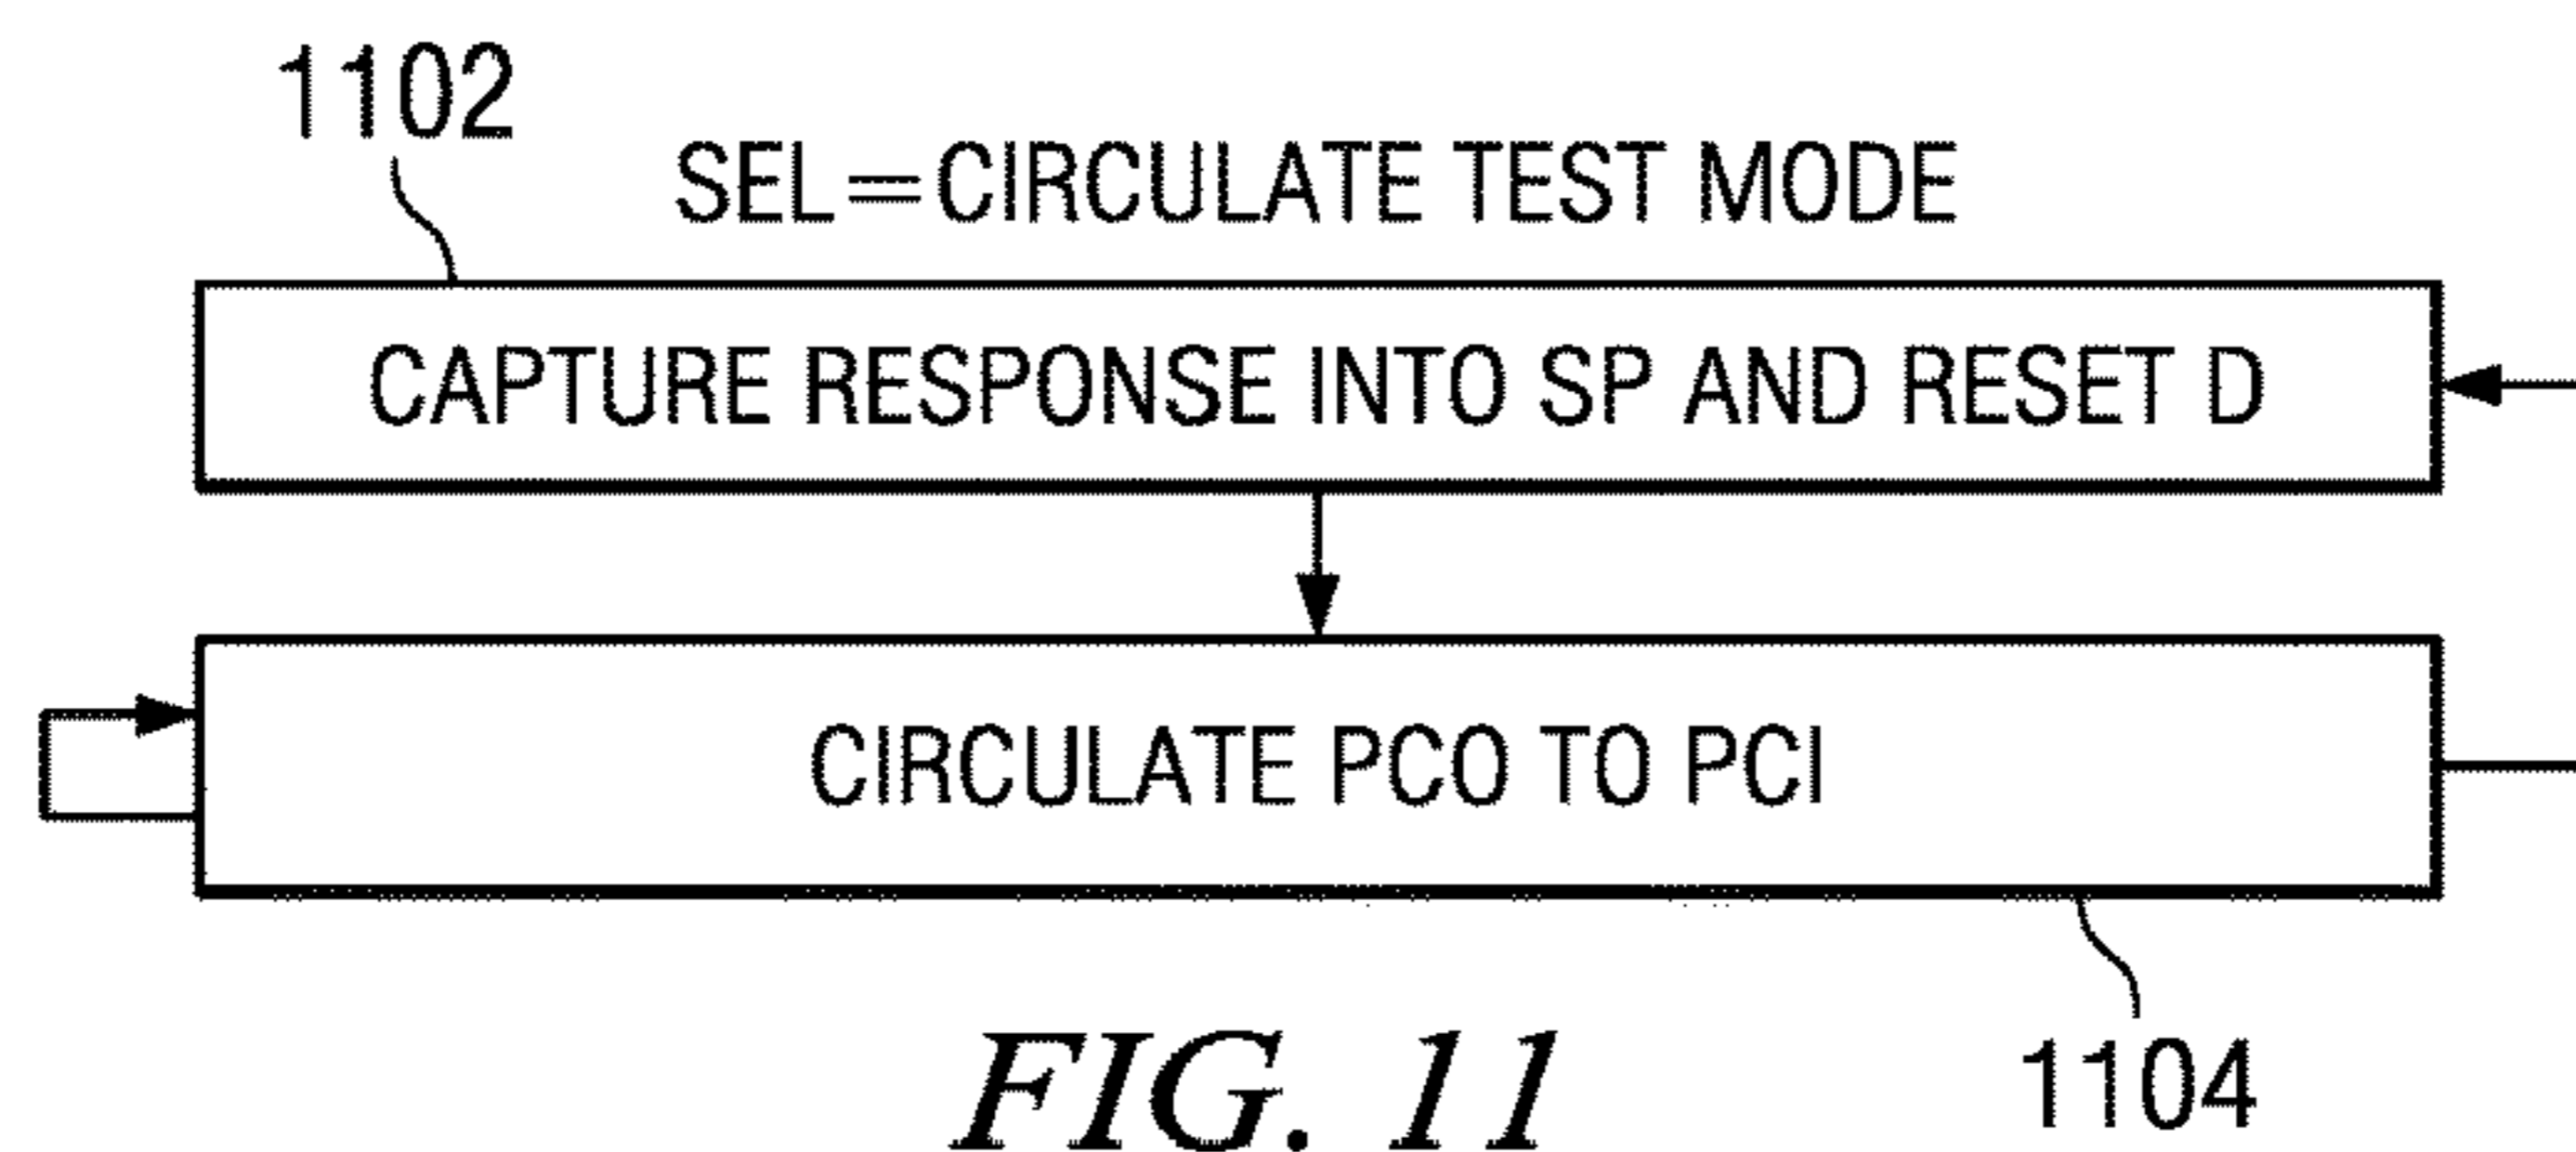 1102
SEL=CIRCULATE TEST MODE
CAPTURE RESPONSE INTO SP AND RESET D
CIRCULATE PCO TO PCI
1104
FIG. 11